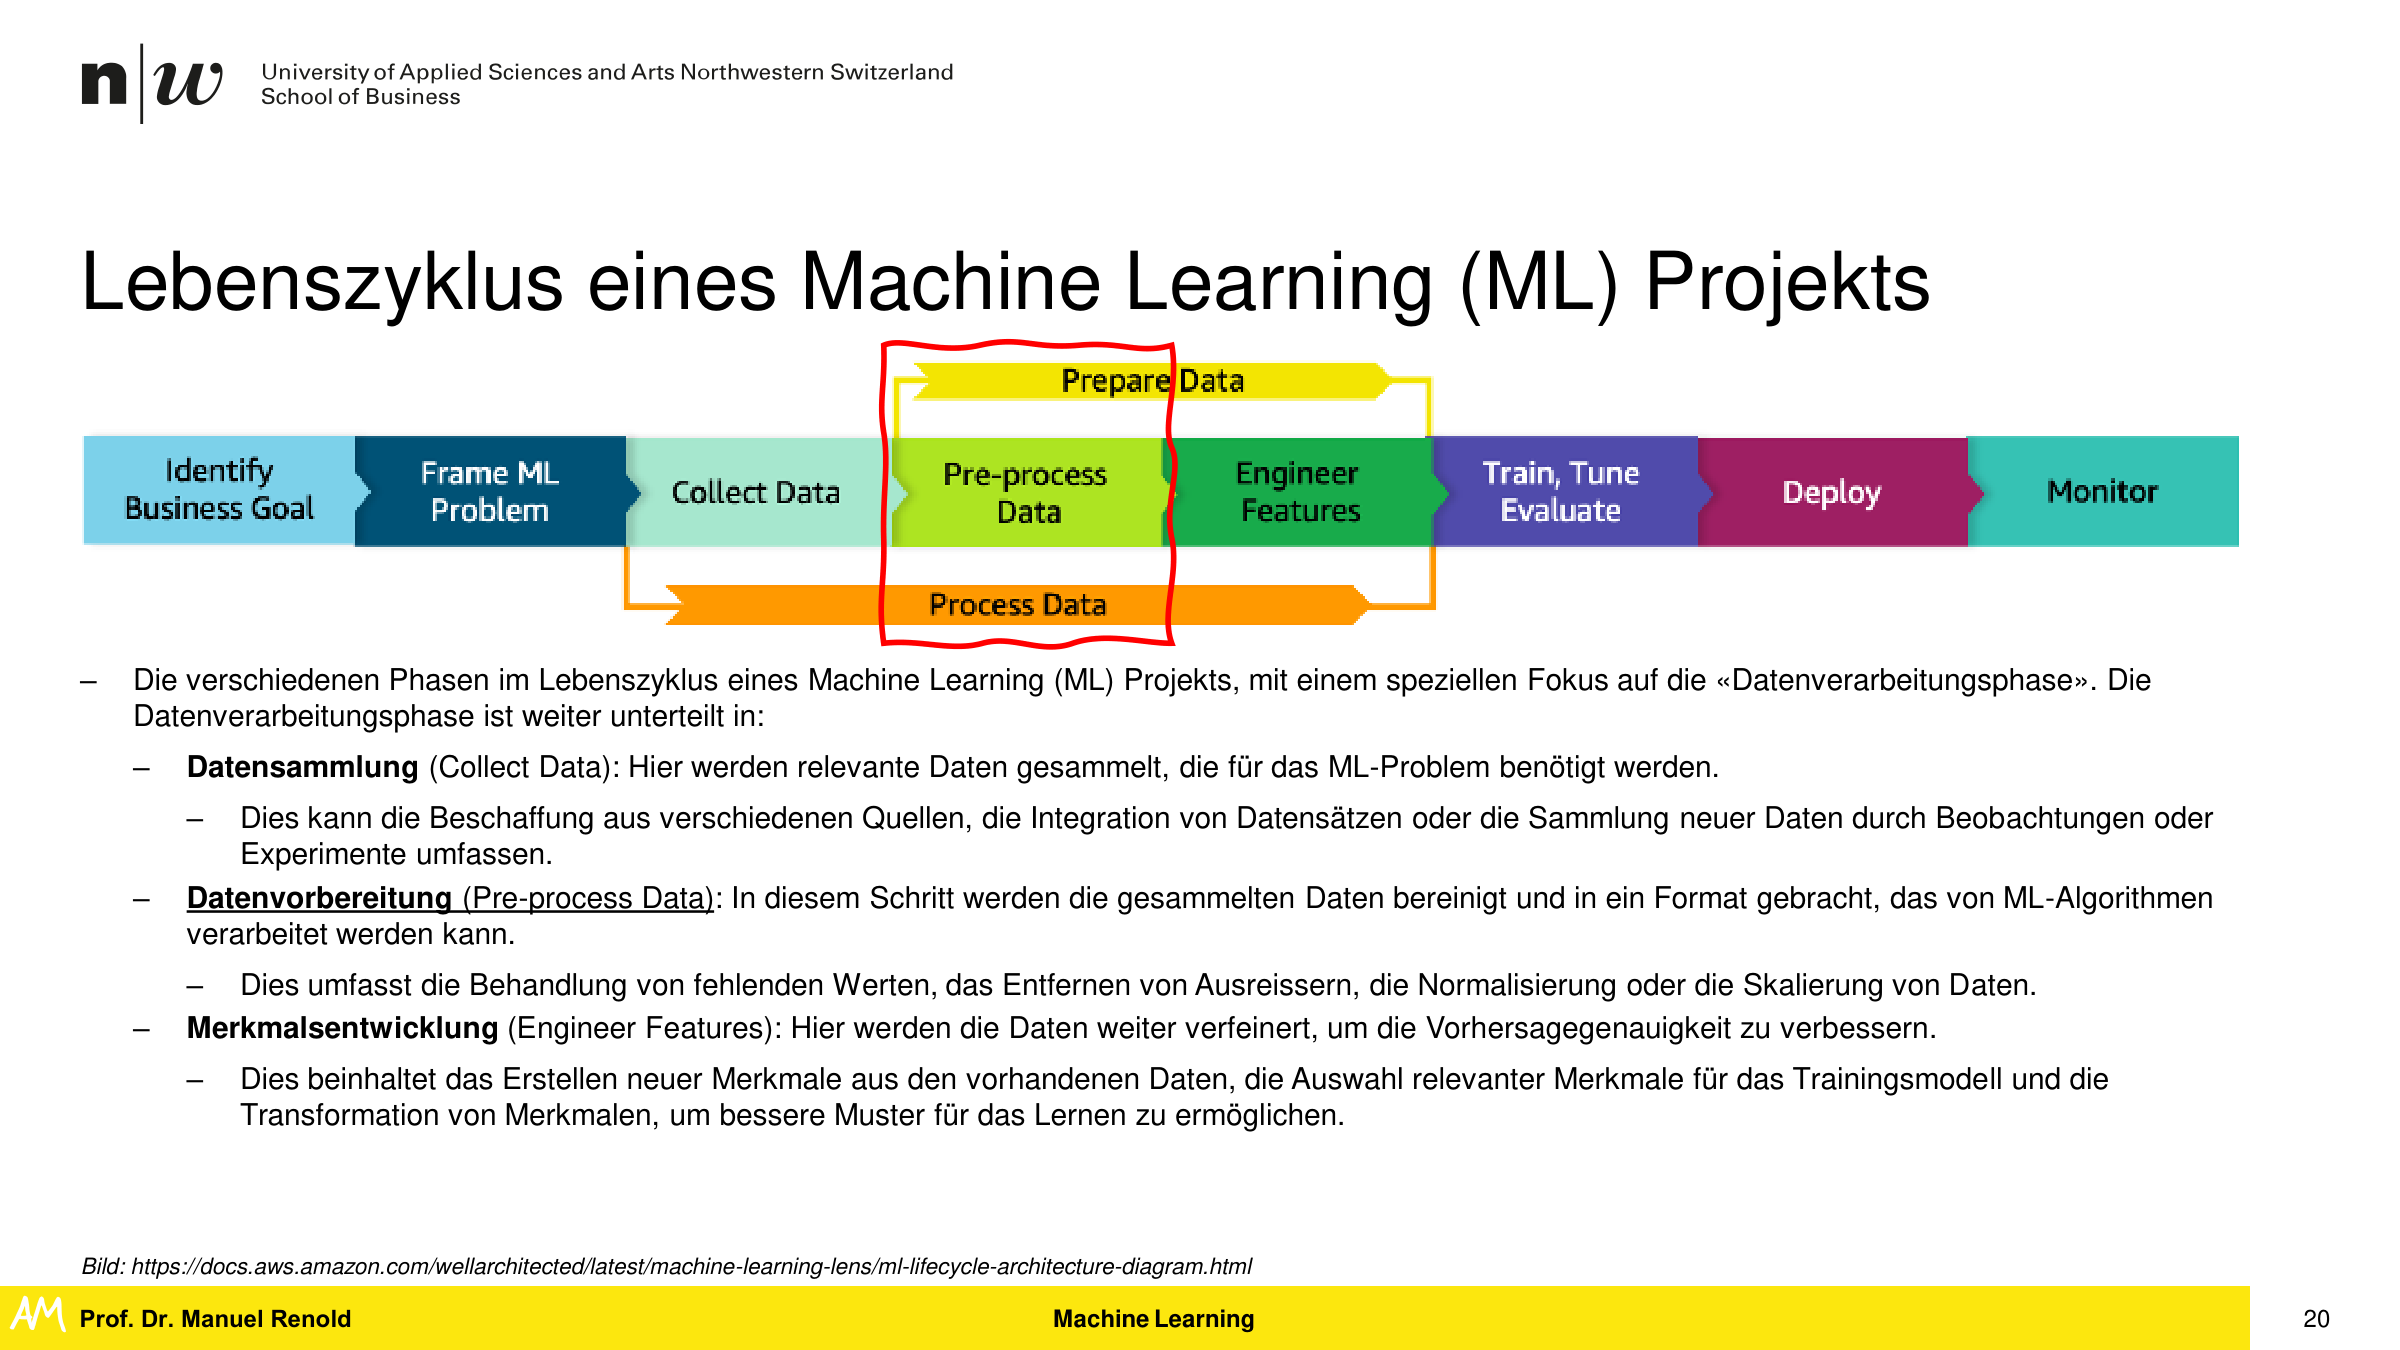 n|w University of Applied Sciences and Arts Northwestern Switzerland
School of Business
Lebenszyklus eines Machine Learning (ML) Projekts
Prepare Data
Identify
Business Goal
Frame ML
Problem
Collect Data
Pre-process
Data
Engineer
Features
Train, Tune
Evaluate
Deploy
Monitor
Process Data
– Die verschiedenen Phasen im Lebenszyklus eines Machine Learning (ML) Projekts, mit einem speziellen Fokus auf die «Datenverarbeitungsphase». Die
Datenverarbeitungsphase ist weiter unterteilt in:
– Datensammlung (Collect Data): Hier werden relevante Daten gesammelt, die für das ML-Problem benötigt werden.
– Dies kann die Beschaffung aus verschiedenen Quellen, die Integration von Datensätzen oder die Sammlung neuer Daten durch Beobachtungen oder
Experimente umfassen.
– Datenvorbereitung (Pre-process Data): In diesem Schritt werden die gesammelten Daten bereinigt und in ein Format gebracht, das von ML-Algorithmen
verarbeitet werden kann.
– Dies umfasst die Behandlung von fehlenden Werten, das Entfernen von Ausreissern, die Normalisierung oder die Skalierung von Daten.
– Merkmalsentwicklung (Engineer Features): Hier werden die Daten weiter verfeinert, um die Vorhersagegenauigkeit zu verbessern.
– Dies beinhaltet das Erstellen neuer Merkmale aus den vorhandenen Daten, die Auswahl relevanter Merkmale für das Trainingsmodell und die
Transformation von Merkmalen, um bessere Muster für das Lernen zu ermöglichen.
Bild: https://docs.aws.amazon.com/wellarchitected/latest/machine-learning-lens/ml-lifecycle-architecture-diagram.html
AM Prof. Dr. Manuel Renold Machine Learning 20